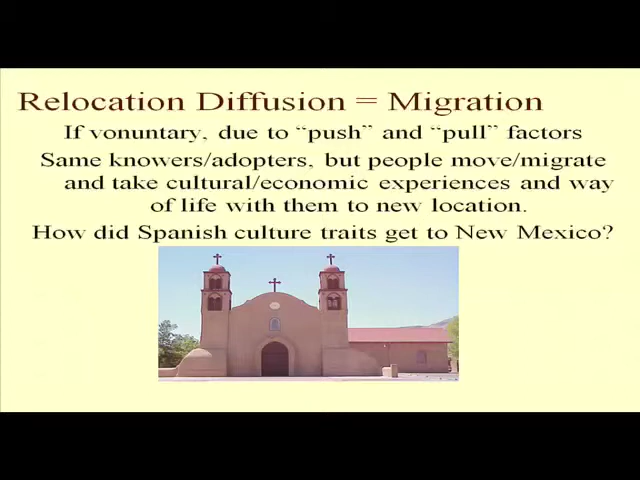 Relocation Diffusion = Migration
If vonuntary, due to “push” and “pull” factors
Same knowers/adopters, but people move/migrate
and take cultural/economic experiences and way
of life with them to new location.
How did Spanish culture traits get to New Mexico?